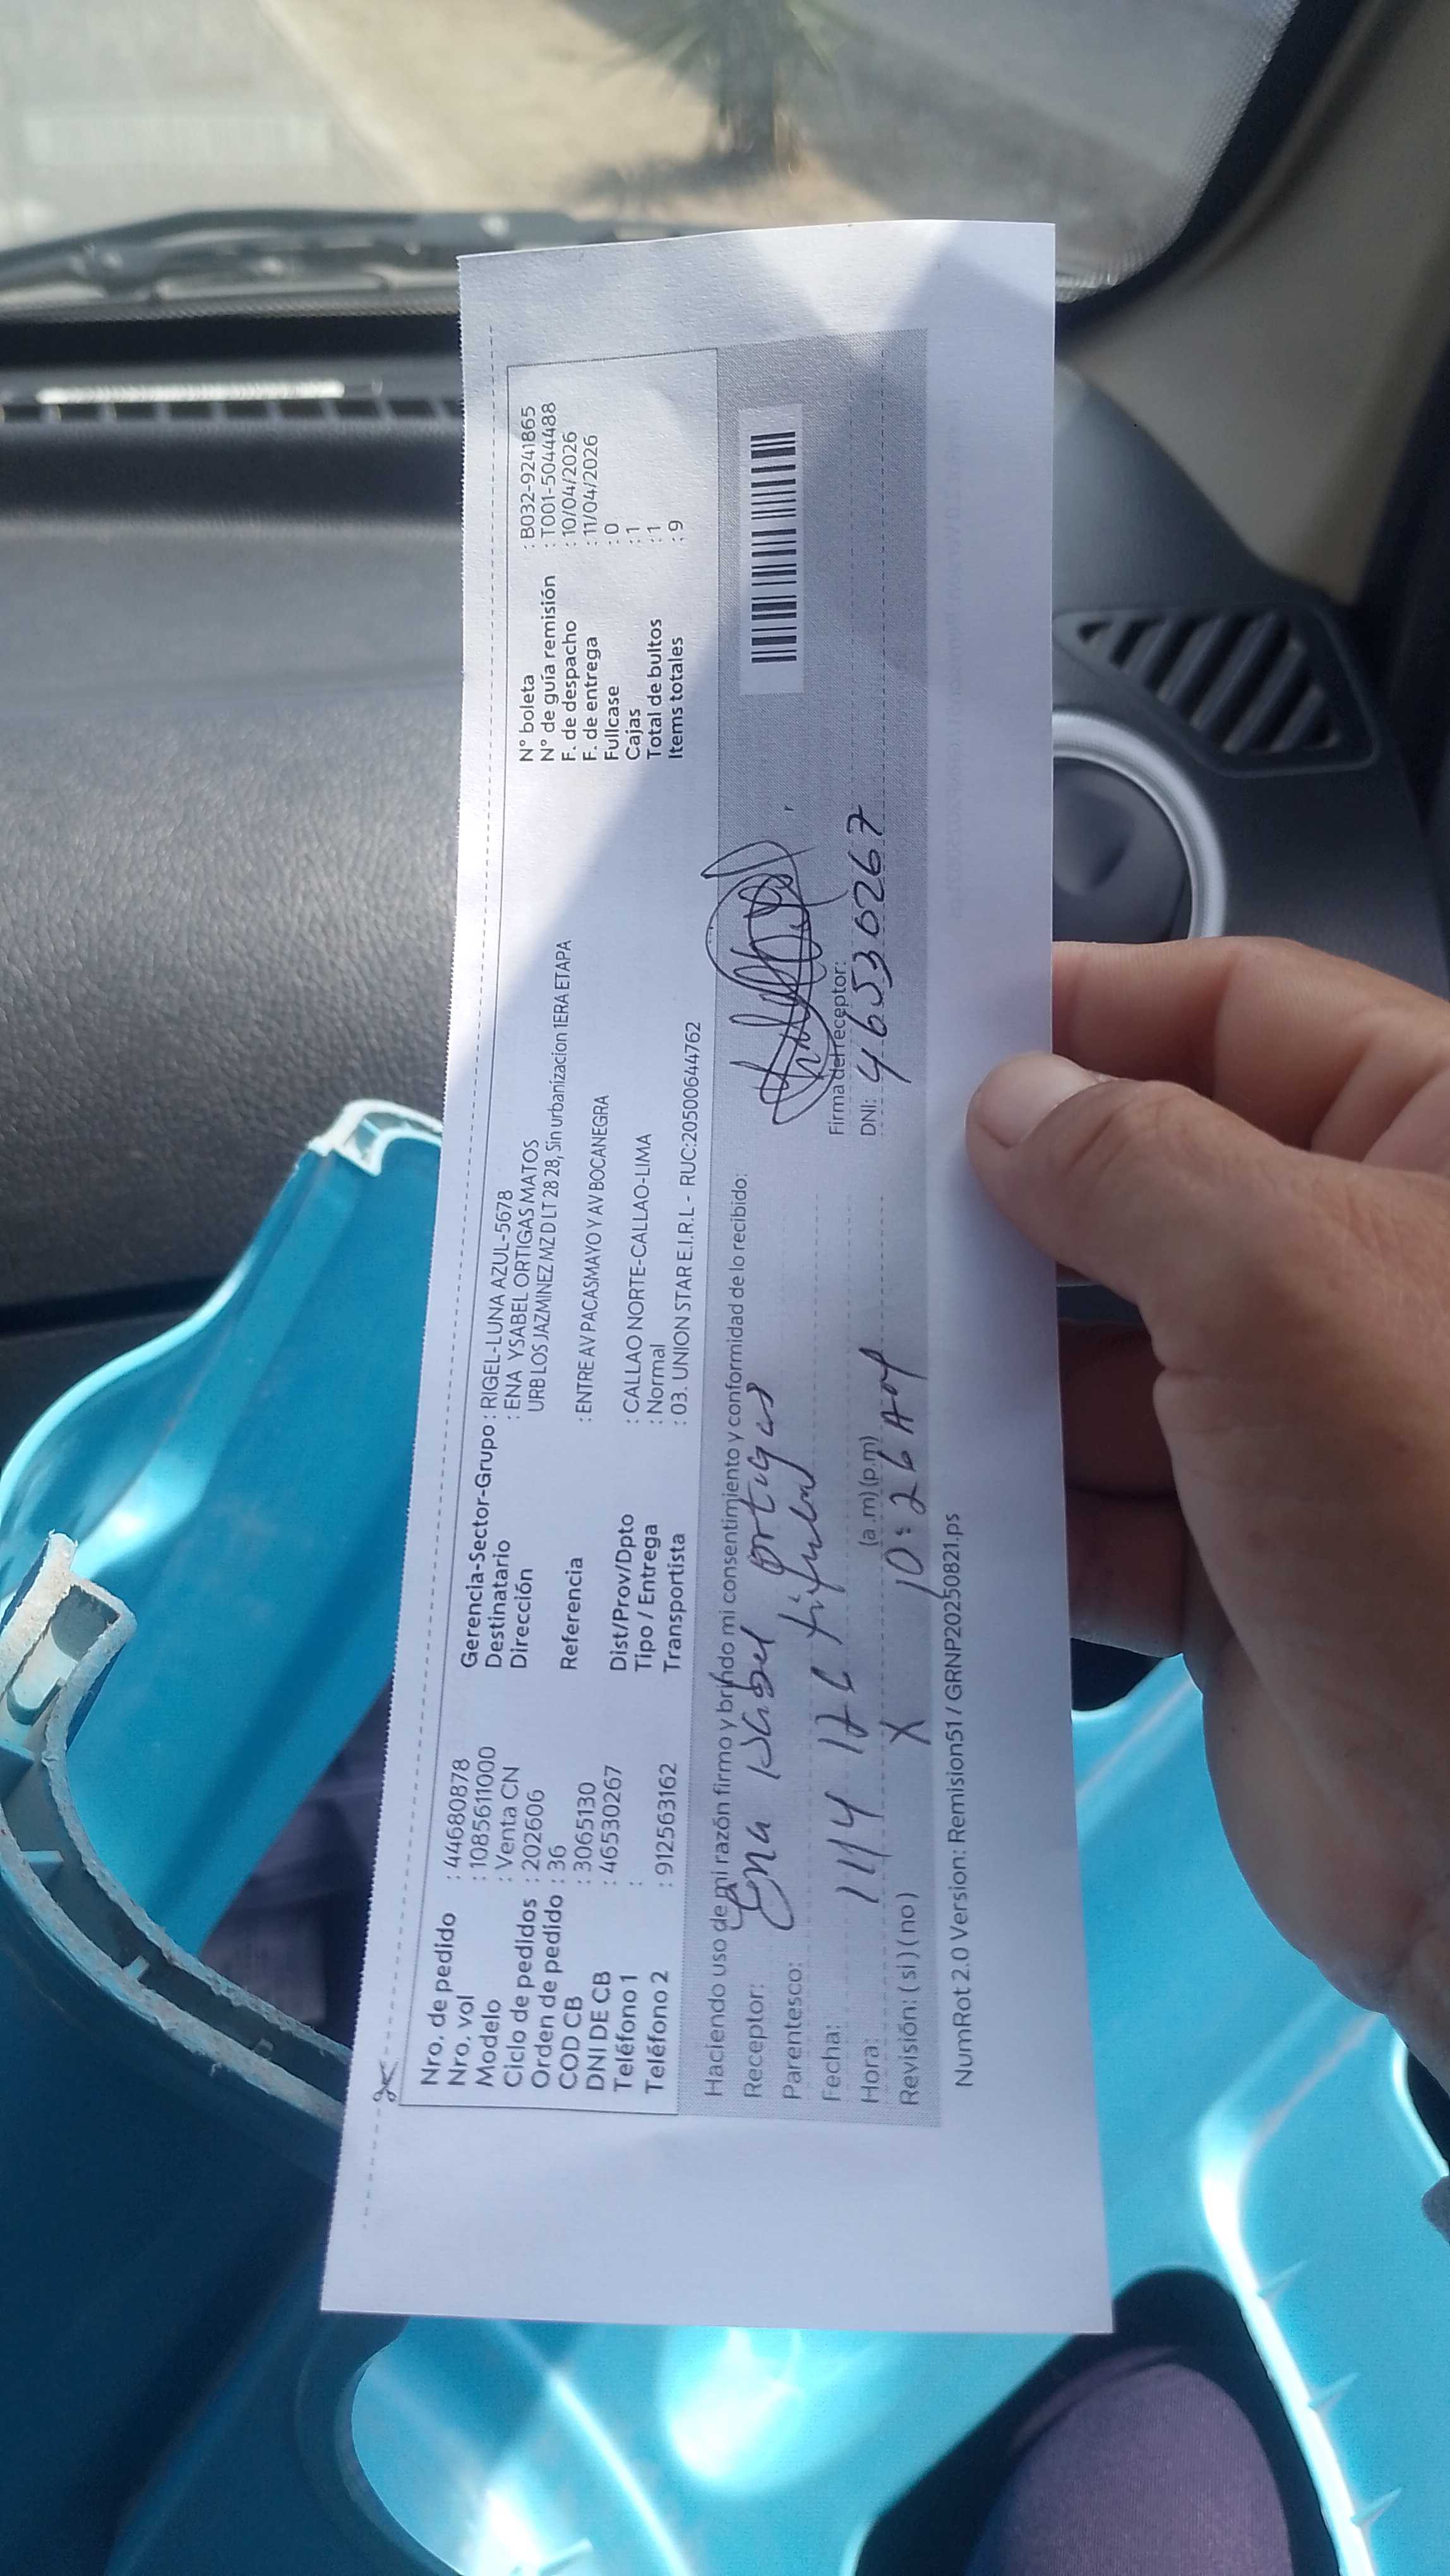 Nro. de pedido : 44680878
Nro. vol : 1085611000
Modelo : Venta CN
Ciclo de pedidos : 202606
Orden de pedido : 36
COD CB : 3065130
DNI DE CB : 46530267
Teléfono 1 :
Teléfono 2 : 912563162
Gerencia-Sector-Grupo : RIGEL-LUNA AZUL-5678
Destinatario : ENA YSABEL ORTIGAS MATOS
Dirección URB LOS JAZMINEZ MZ D LT 28 28, Sin urbanizacion 1ERA ETAPA
Referencia : ENTRE AV PACASMAYO Y AV BOCANEGRA
Dist/Prov/Dpto : CALLAO NORTE-CALLAO-LIMA
Tipo / Entrega : Normal
Transportista : 03. UNION STAR E.I.R.L - RUC:20500644762
N° boleta : B032-9241865
N° de guía remisión : T001-5044488
F. de despacho : 10/04/2026
F. de entrega : 11/04/2026
Fullcase : 0
Cajas : 1
Total de bultos : 1
Items totales : 9
Haciendo uso de mi razón firmo y brindo mi consentimiento y conformidad de lo recibido:
Receptor: Ena Isabel Ortigas
Parentesco:
Fecha:
Hora: (a.m) (p.m) 10:26 AM
Revisión: (si) (no) X
Firma del receptor:
DNI: 46530267
NumRot 2.0 Version: Remision51 / GRNP20250821.ps